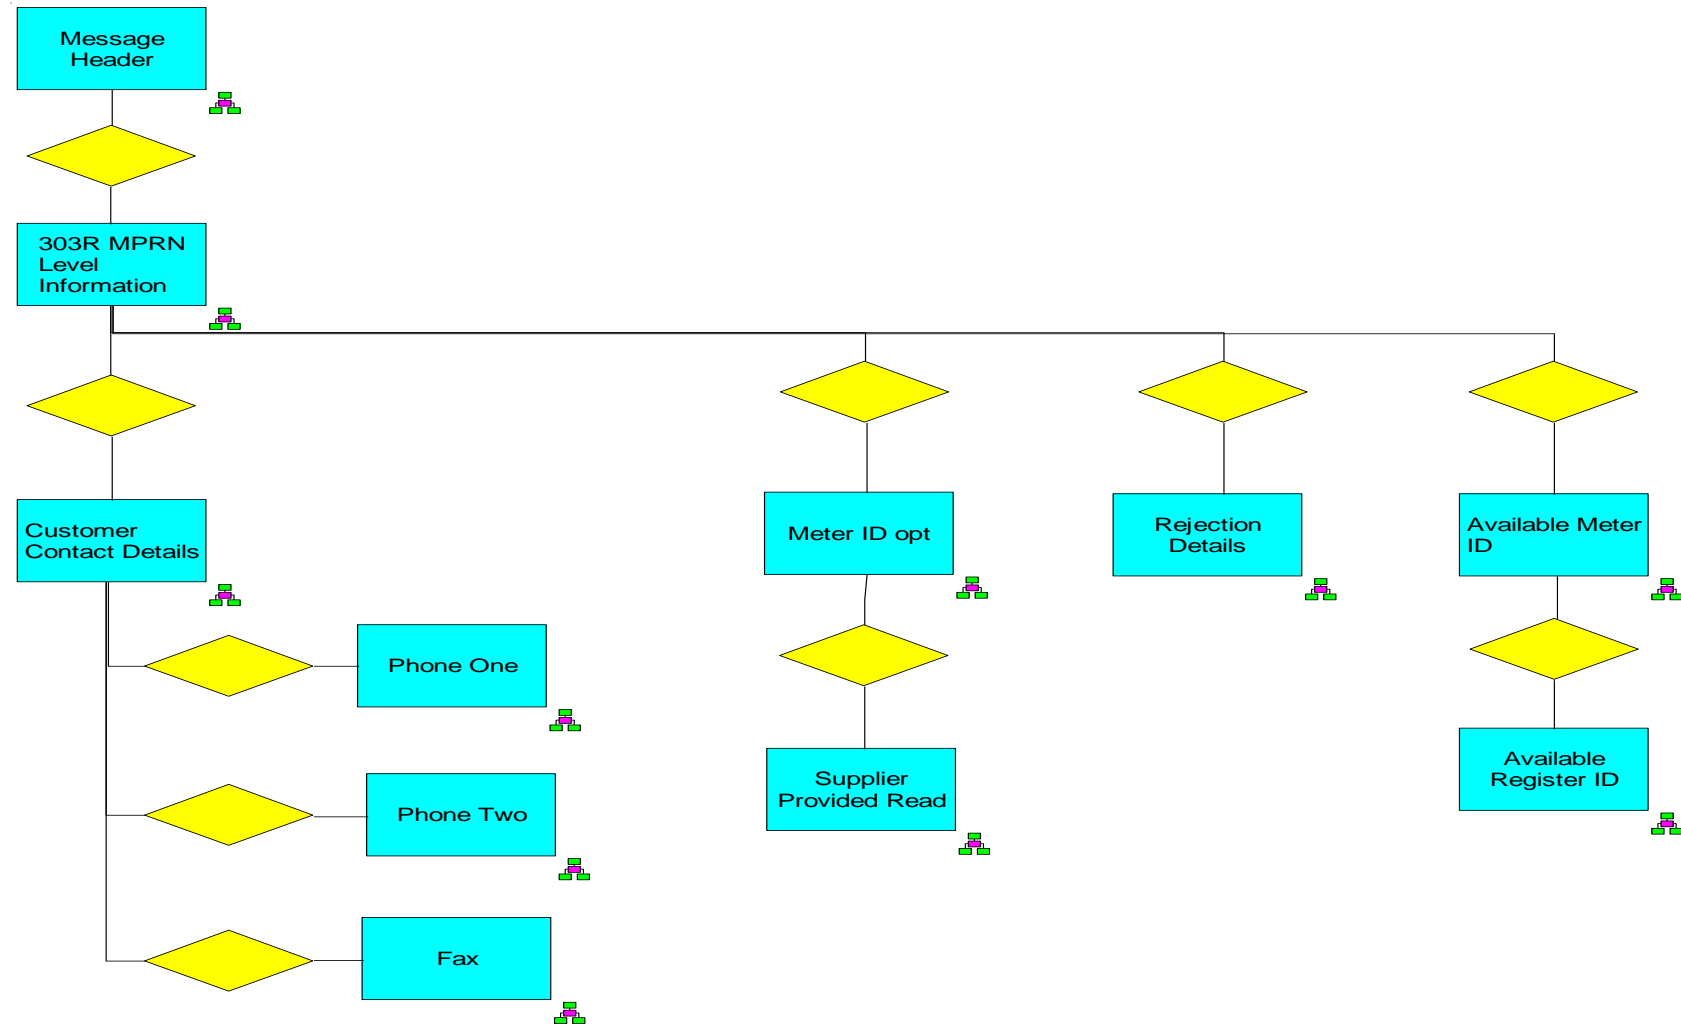 Message
Header
303R MPRN
Level
Information
Customer
Contact Details
Meter ID opt
Rejection
Details
Available Meter
ID
Phone One
Supplier
Provided Read
Available
Register ID
Phone Two
Fax